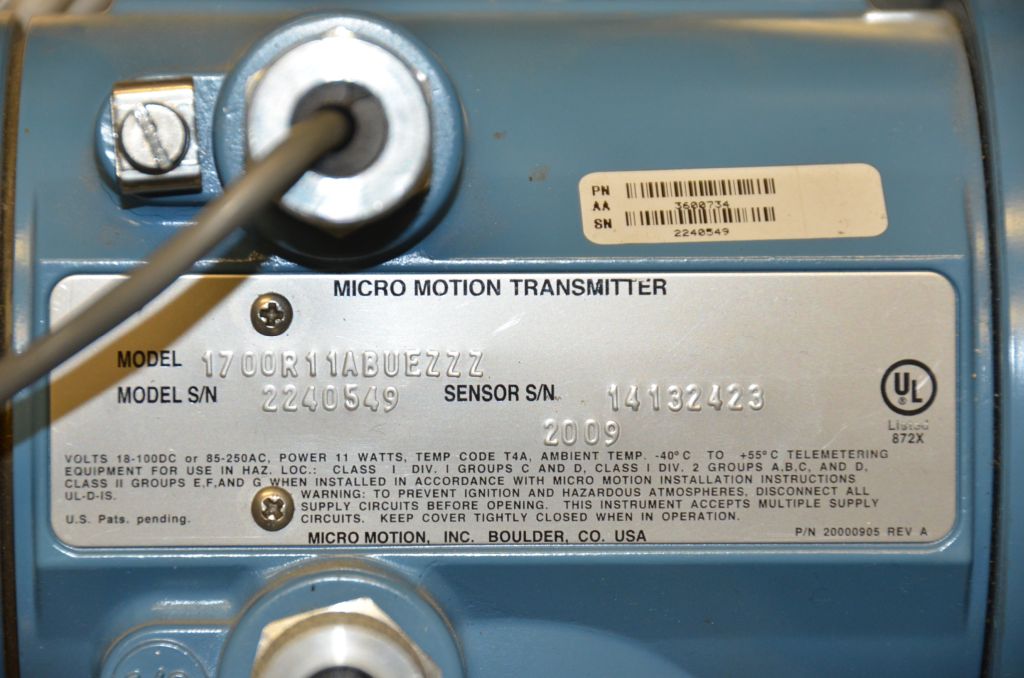 PN
AA 3600734
SN
2240549
MICRO MOTION TRANSMITTER
MODEL 1700R11ABUEZZZ
MODEL S/N 2240549 SENSOR S/N 14132423
2009
UL
®
Listed
872X
VOLTS 18-100DC or 85-250AC, POWER 11 WATTS, TEMP CODE T4A, AMBIENT TEMP. -40°C TO +55°C TELEMETERING
EQUIPMENT FOR USE IN HAZ. LOC.: CLASS I DIV. I GROUPS C AND D, CLASS I DIV. 2 GROUPS A,B,C, AND D,
CLASS II GROUPS E,F,AND G WHEN INSTALLED IN ACCORDANCE WITH MICRO MOTION INSTALLATION INSTRUCTIONS
UL-D-IS.
WARNING: TO PREVENT IGNITION AND HAZARDOUS ATMOSPHERES, DISCONNECT ALL
SUPPLY CIRCUITS BEFORE OPENING. THIS INSTRUMENT ACCEPTS MULTIPLE SUPPLY
CIRCUITS. KEEP COVER TIGHTLY CLOSED WHEN IN OPERATION.
U.S. Pats. pending.
P/N 20000905 REV A
MICRO MOTION, INC. BOULDER, CO. USA